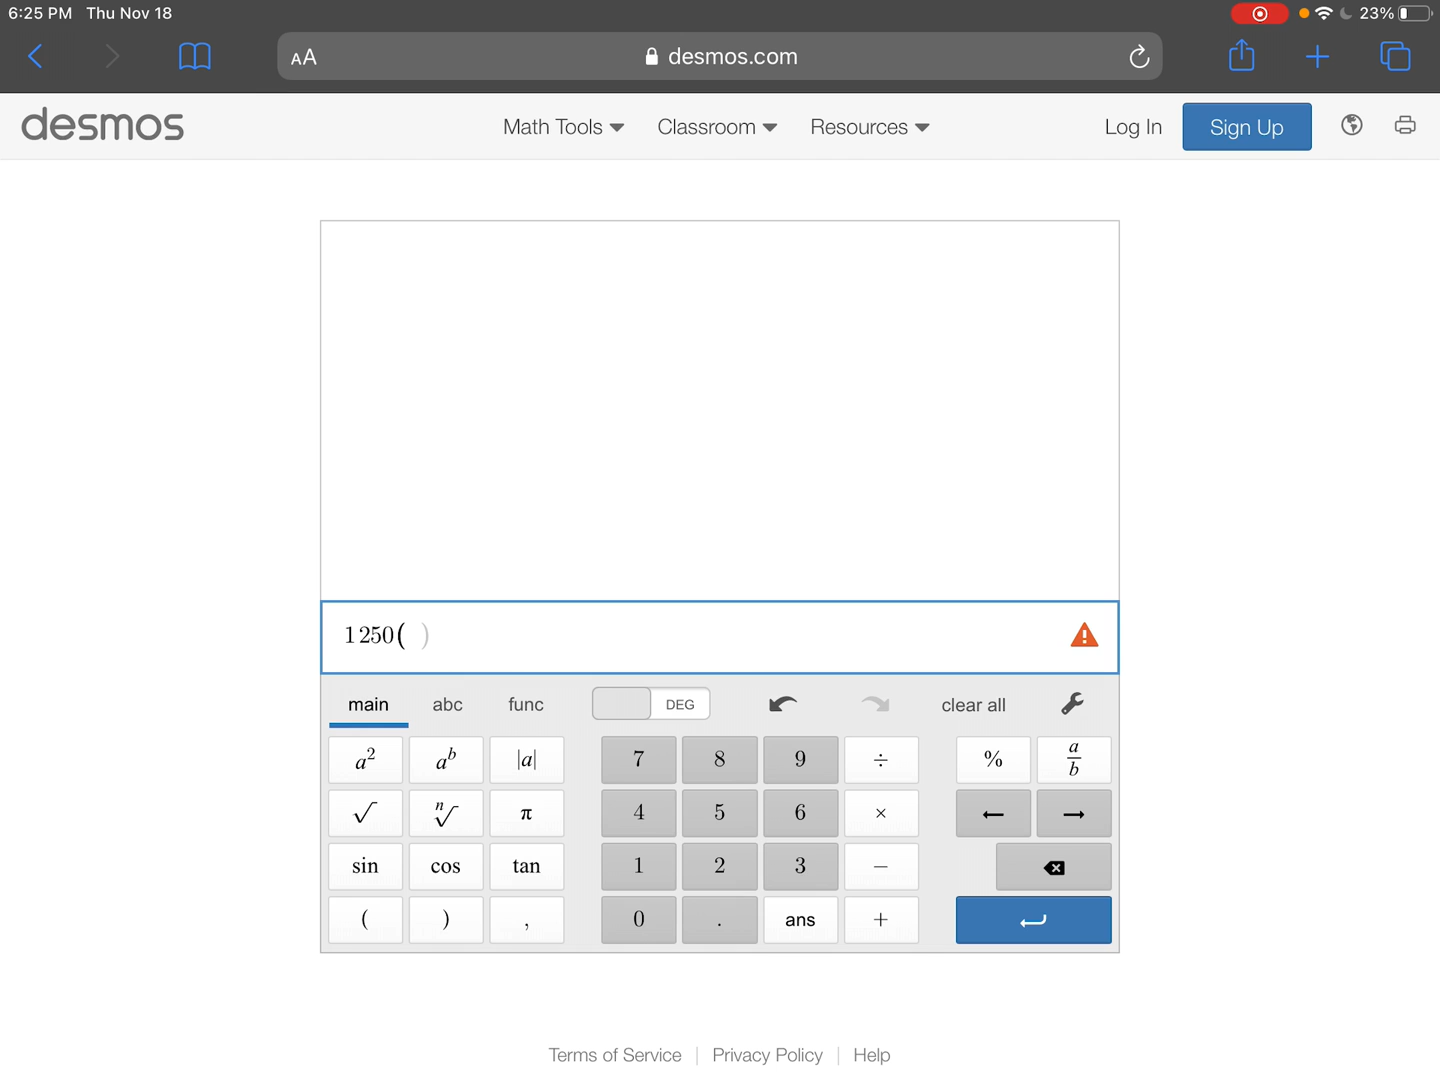 6:25 PM Thu Nov 18 23%
AA desmos.com
desmos Math Tools Classroom Resources Log In Sign Up
1250( )
main abc func DEG clear all
a² aᵇ |a| 7 8 9 ÷ % a/b
√ ⁿ√ π 4 5 6 × ← →
sin cos tan 1 2 3 −
( ) , 0 . ans +
Terms of Service | Privacy Policy | Help